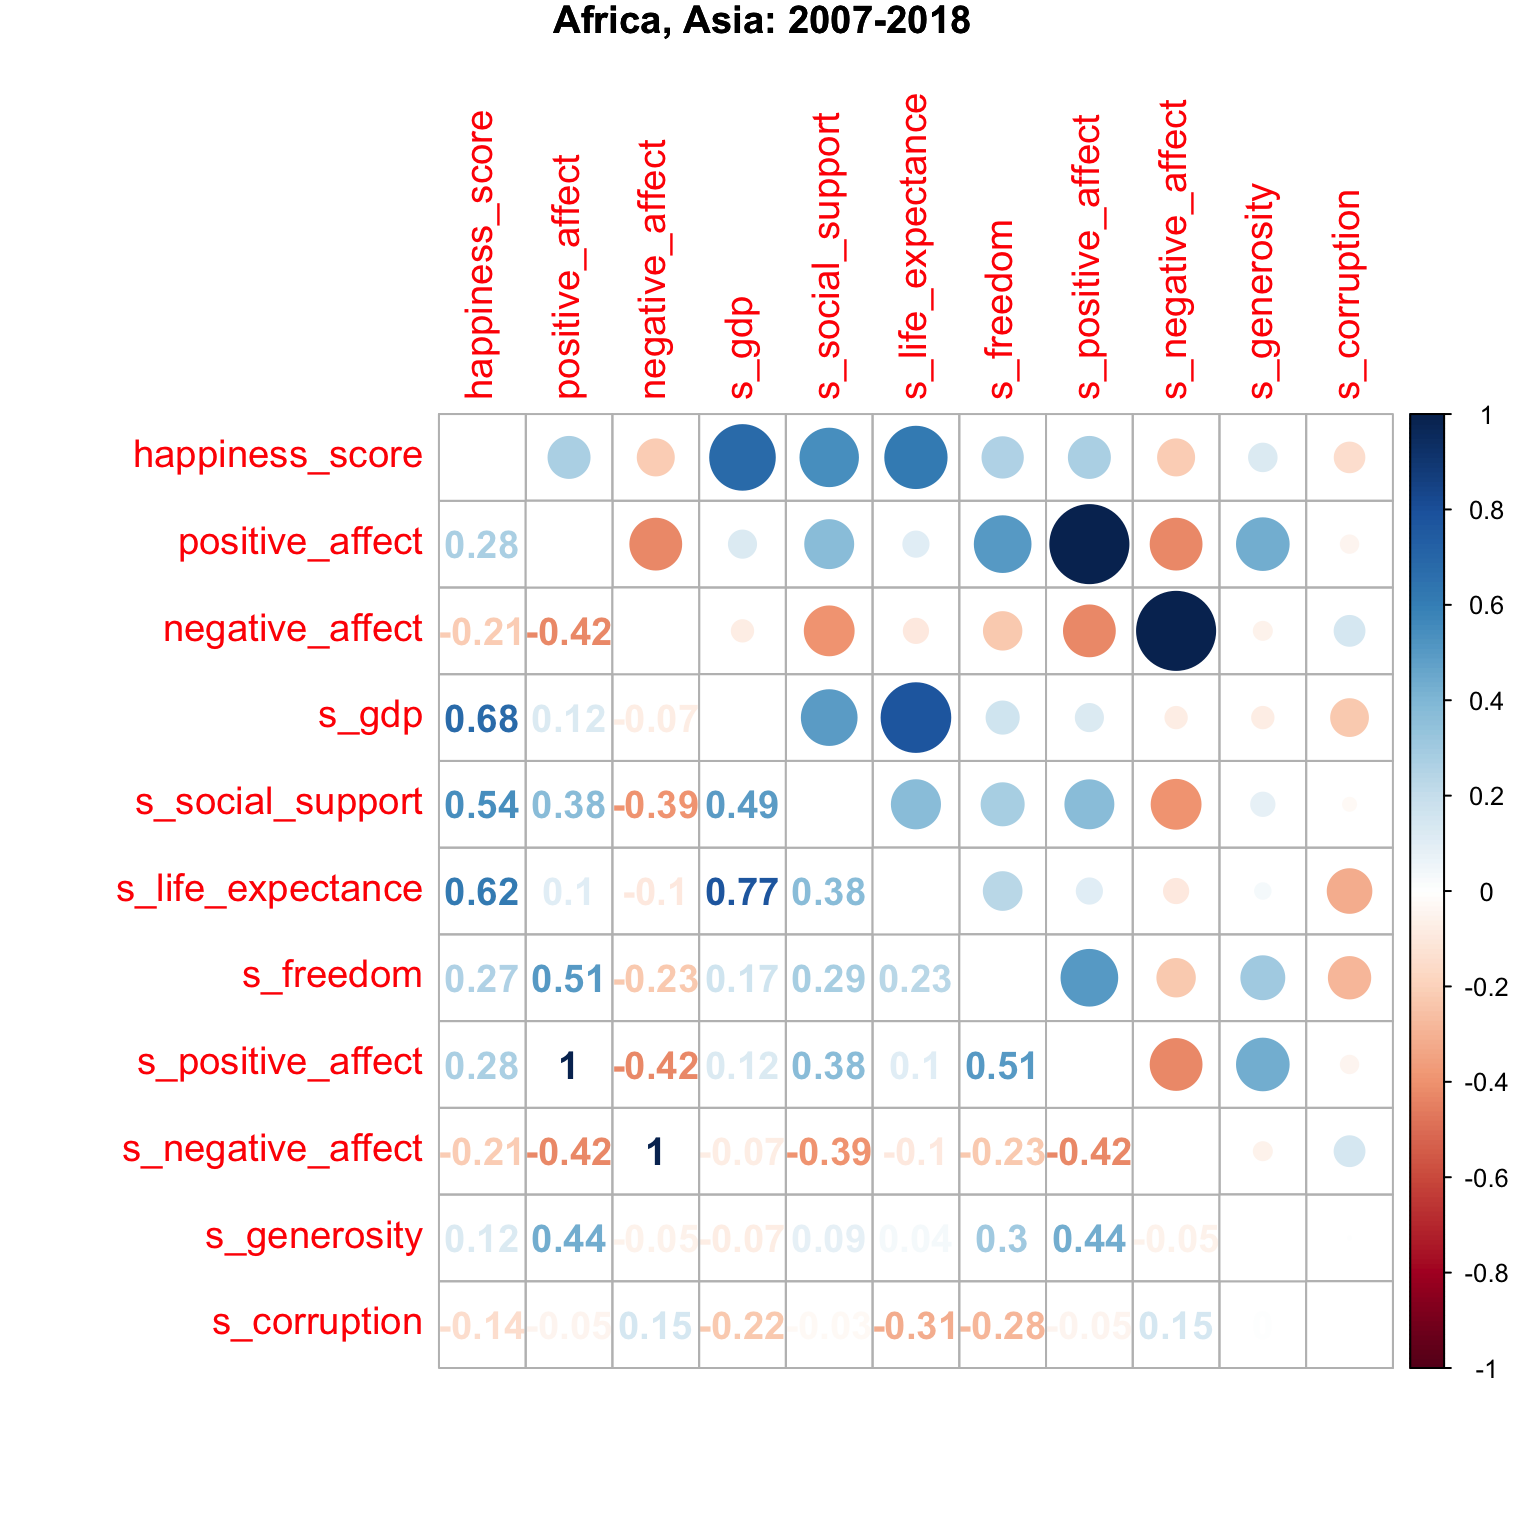 Africa, Asia: 2007-2018
happiness_score
positive_affect
negative_affect
s_gdp
s_social_support
s_life_expectance
s_freedom
s_positive_affect
s_negative_affect
s_generosity
s_corruption
happiness_score
positive_affect 0.28
negative_affect -0.21 -0.42
s_gdp 0.68 0.12 -0.07
s_social_support 0.54 0.38 -0.39 0.49
s_life_expectance 0.62 0.1 -0.1 0.77 0.38
s_freedom 0.27 0.51 -0.23 0.17 0.29 0.23
s_positive_affect 0.28 1 -0.42 0.12 0.38 0.1 0.51
s_negative_affect -0.21 -0.42 1 -0.07 -0.39 -0.1 -0.23 -0.42
s_generosity 0.12 0.44 -0.05 -0.07 0.09 0.04 0.3 0.44 -0.05
s_corruption -0.14 -0.05 0.15 -0.22 -0.03 -0.31 -0.28 -0.05 0.15
1
0.8
0.6
0.4
0.2
0
-0.2
-0.4
-0.6
-0.8
-1